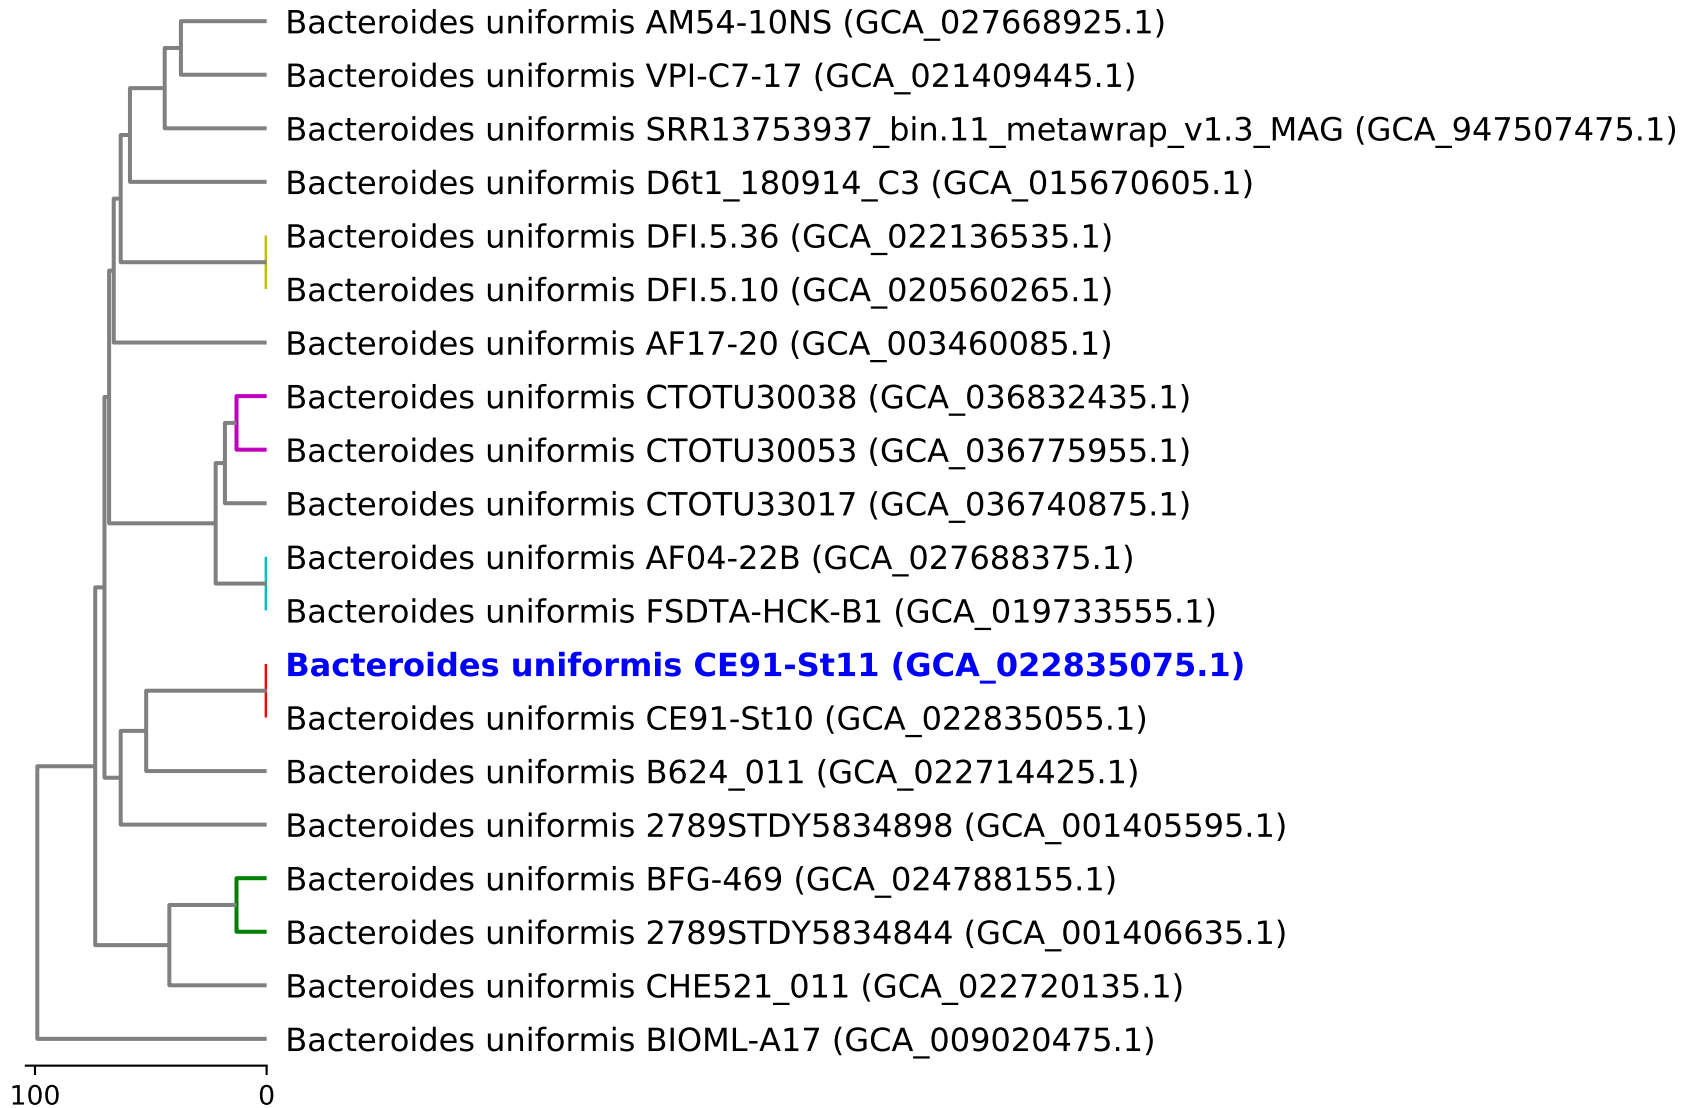 Bacteroides uniformis AM54-10NS (GCA_027668925.1)
Bacteroides uniformis VPI-C7-17 (GCA_021409445.1)
Bacteroides uniformis SRR13753937_bin.11_metawrap_v1.3_MAG (GCA_947507475.1)
Bacteroides uniformis D6t1_180914_C3 (GCA_015670605.1)
Bacteroides uniformis DFI.5.36 (GCA_022136535.1)
Bacteroides uniformis DFI.5.10 (GCA_020560265.1)
Bacteroides uniformis AF17-20 (GCA_003460085.1)
Bacteroides uniformis CTOTU30038 (GCA_036832435.1)
Bacteroides uniformis CTOTU30053 (GCA_036775955.1)
Bacteroides uniformis CTOTU33017 (GCA_036740875.1)
Bacteroides uniformis AF04-22B (GCA_027688375.1)
Bacteroides uniformis FSDTA-HCK-B1 (GCA_019733555.1)
Bacteroides uniformis CE91-St11 (GCA_022835075.1)
Bacteroides uniformis CE91-St10 (GCA_022835055.1)
Bacteroides uniformis B624_011 (GCA_022714425.1)
Bacteroides uniformis 2789STDY5834898 (GCA_001405595.1)
Bacteroides uniformis BFG-469 (GCA_024788155.1)
Bacteroides uniformis 2789STDY5834844 (GCA_001406635.1)
Bacteroides uniformis CHE521_011 (GCA_022720135.1)
Bacteroides uniformis BIOML-A17 (GCA_009020475.1)
100 0